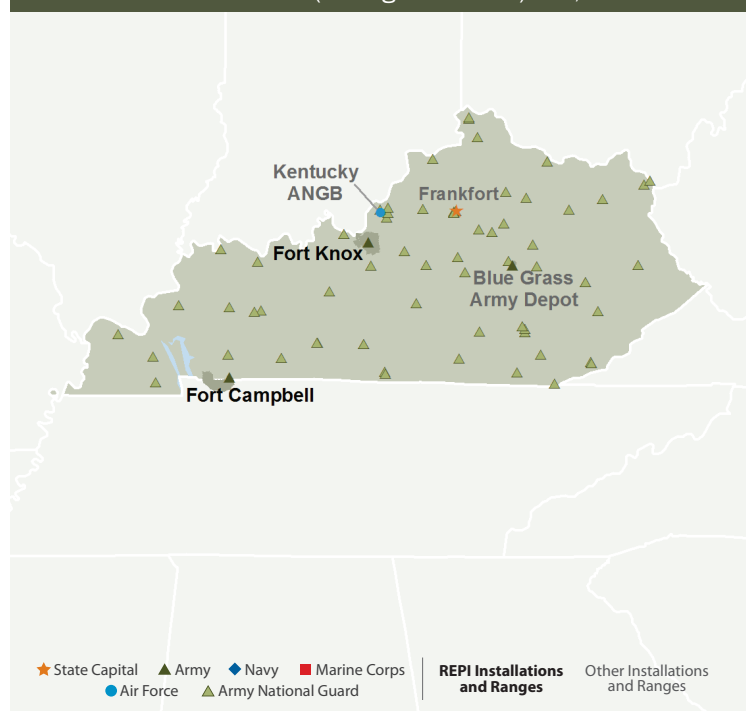 Kentucky
ANGB
Frankfort
Fort Knox
Blue Grass
Army Depot
Fort Campbell
State Capital
Army
Navy
Marine Corps
Air Force
Army National Guard
REPI Installations
and Ranges
Other Installations
and Ranges